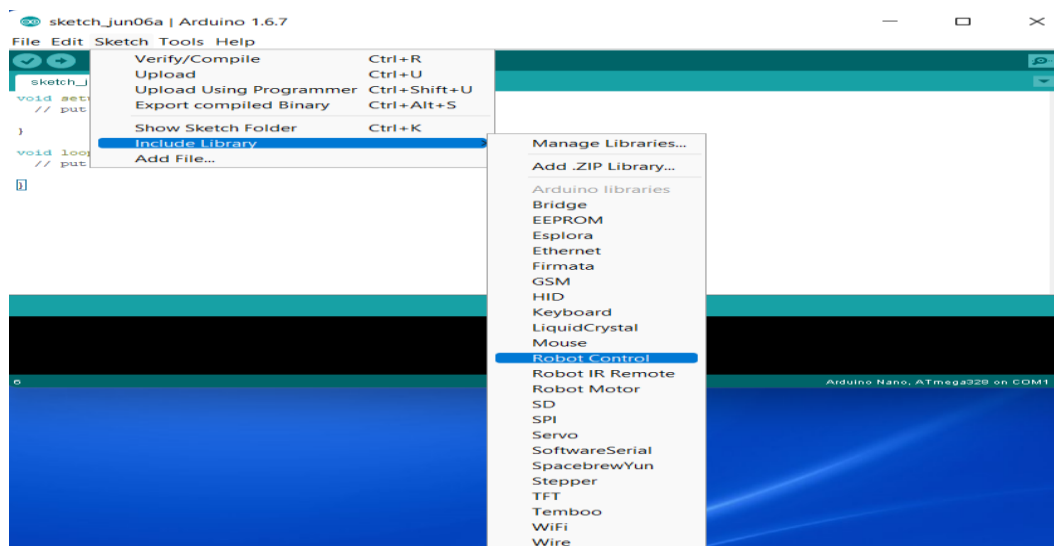 sketch_jun06a | Arduino 1.6.7
File Edit Sketch Tools Help
Verify/Compile Ctrl+R
Upload Ctrl+U
Upload Using Programmer Ctrl+Shift+U
Export compiled Binary Ctrl+Alt+S
Show Sketch Folder Ctrl+K
Include Library
Add File...
sketch_j
void set
// put
}
void loo
// put
}
Manage Libraries...
Add .ZIP Library...
Arduino libraries
Bridge
EEPROM
Esplora
Ethernet
Firmata
GSM
HID
Keyboard
LiquidCrystal
Mouse
Robot Control
Robot IR Remote
Robot Motor
SD
SPI
Servo
SoftwareSerial
SpacebrewYun
Stepper
TFT
Temboo
WiFi
Wire
Arduino Nano, ATmega328 on COM1